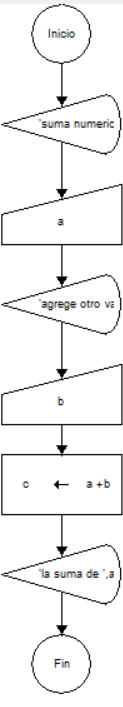 Inicio
'suma numeric
a
'agrege otro va
b
c ← a +b
'la suma de ',a
Fin